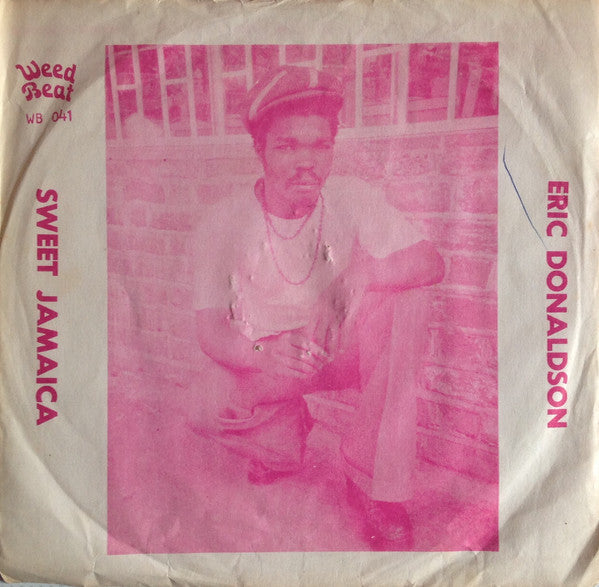 Weed
Beat
WB 041
SWEET JAMAICA
ERIC DONALDSON